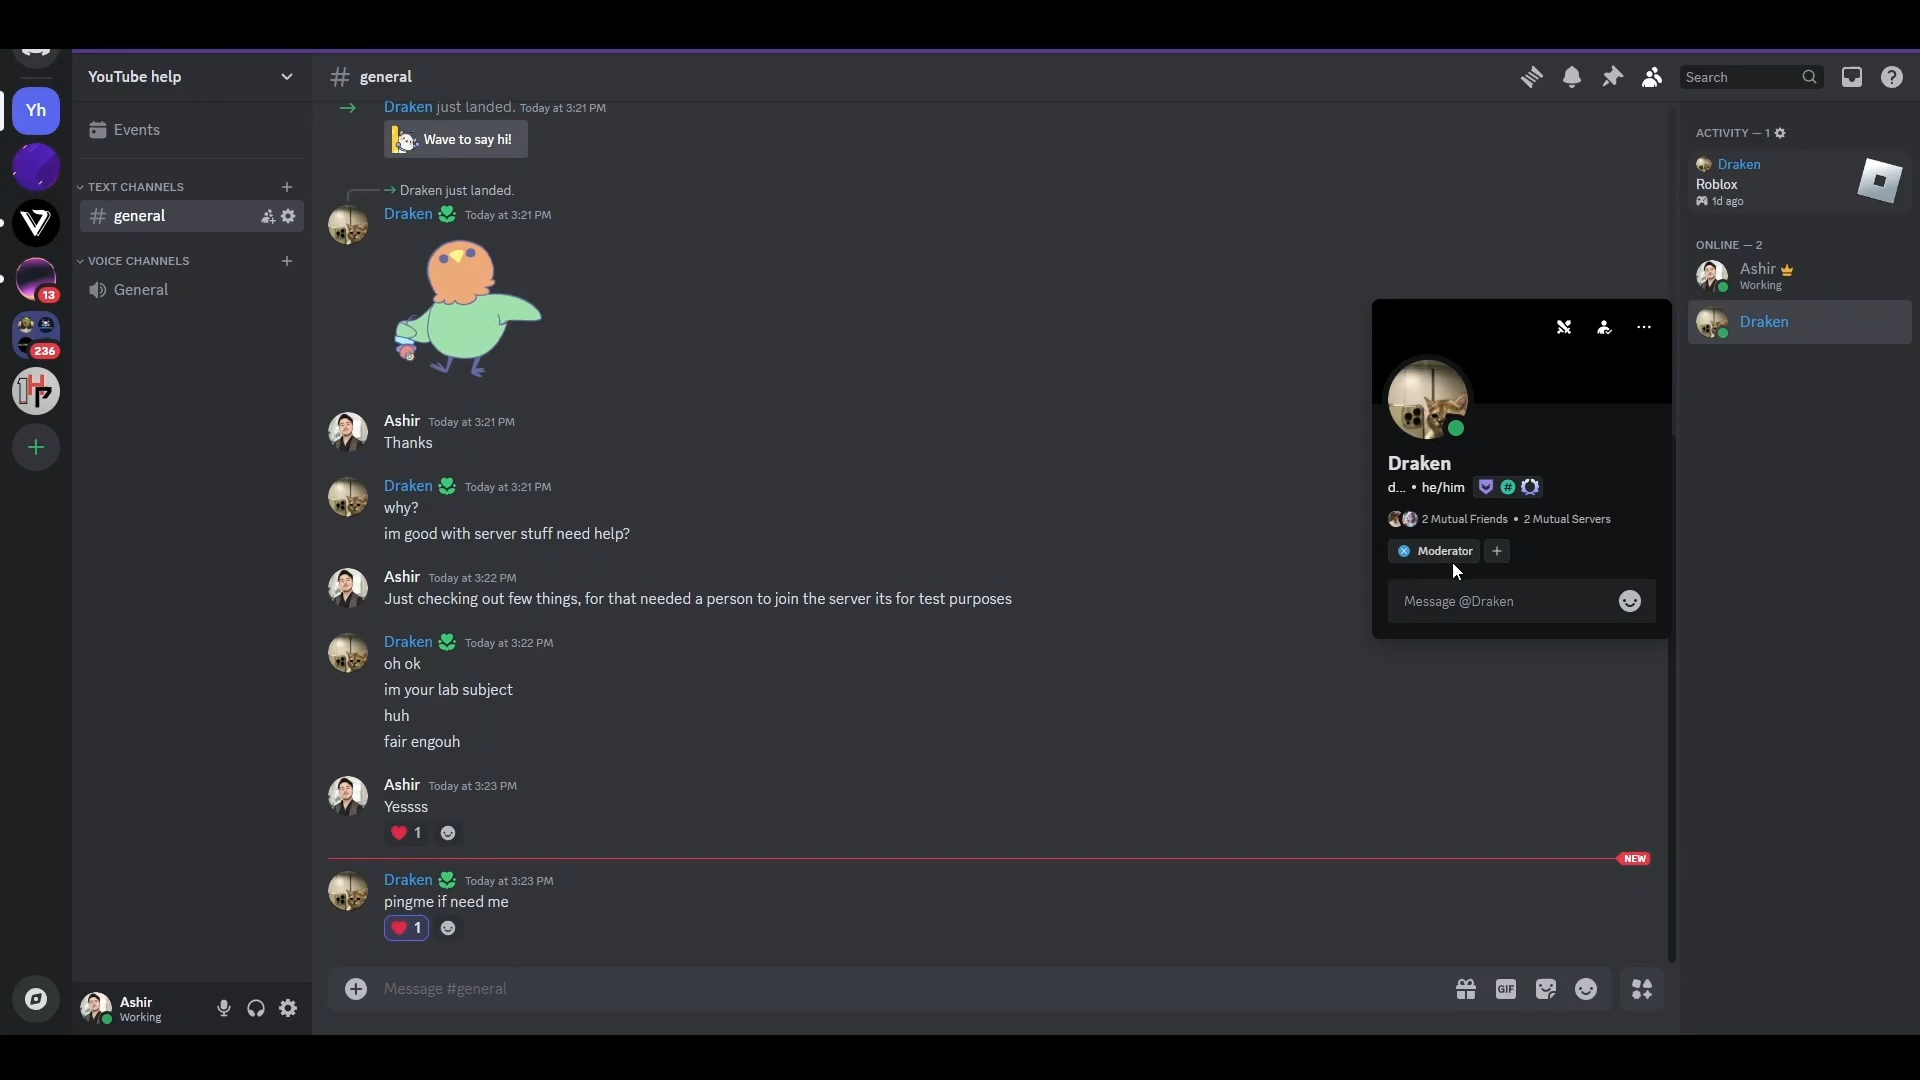 YouTube help
# general
Search
Yh
Events
TEXT CHANNELS
# general
VOICE CHANNELS
General
13
236
1HP
Draken just landed. Today at 3:21 PM
Wave to say hi!
Draken just landed.
Draken Today at 3:21 PM
Ashir Today at 3:21 PM
Thanks
Draken Today at 3:21 PM
why?
im good with server stuff need help?
Ashir Today at 3:22 PM
Just checking out few things, for that needed a person to join the server its for test purposes
Draken Today at 3:22 PM
oh ok
im your lab subject
huh
fair engouh
Ashir Today at 3:23 PM
Yessss
1
NEW
Draken Today at 3:23 PM
pingme if need me
1
Message #general
GIF
Ashir
Working
Draken
d... • he/him
2 Mutual Friends • 2 Mutual Servers
Moderator
Message @Draken
ACTIVITY — 1
Draken
Roblox
1d ago
ONLINE — 2
Ashir
Working
Draken